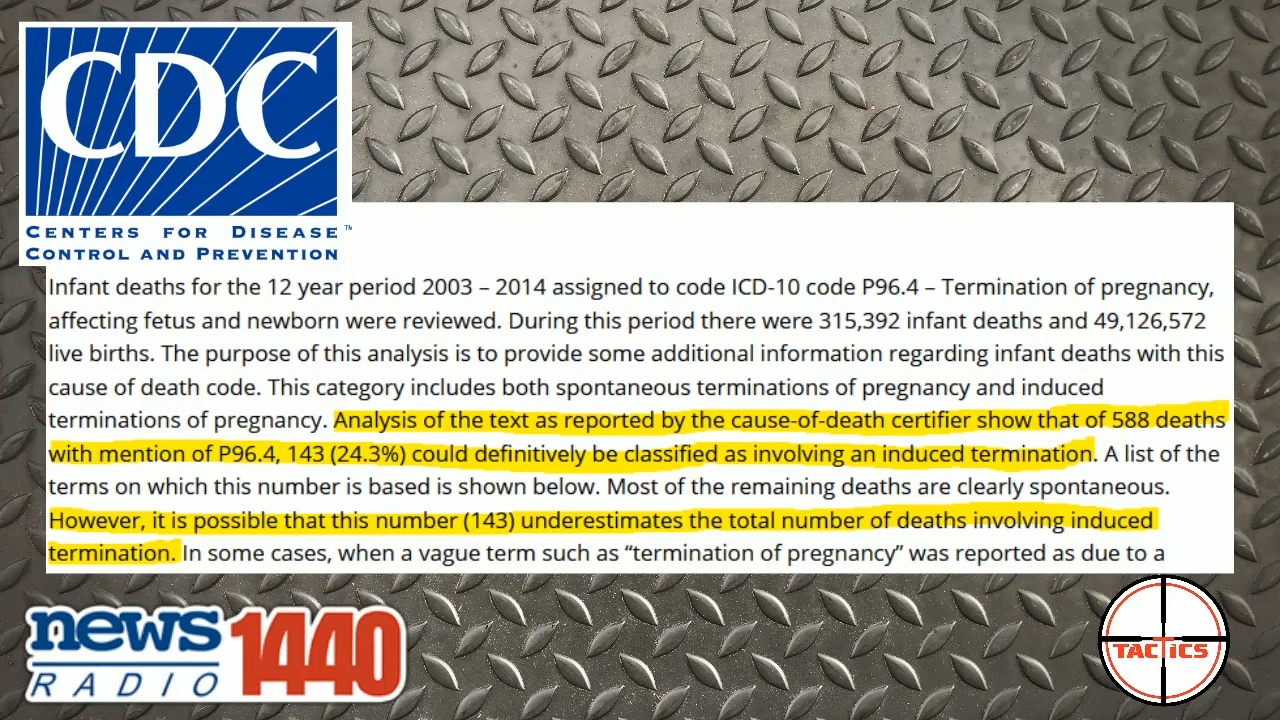 CDC
CENTERS FOR DISEASE™
CONTROL AND PREVENTION
Infant deaths for the 12 year period 2003 – 2014 assigned to code ICD-10 code P96.4 – Termination of pregnancy,
affecting fetus and newborn were reviewed. During this period there were 315,392 infant deaths and 49,126,572
live births. The purpose of this analysis is to provide some additional information regarding infant deaths with this
cause of death code. This category includes both spontaneous terminations of pregnancy and induced
terminations of pregnancy. Analysis of the text as reported by the cause-of-death certifier show that of 588 deaths
with mention of P96.4, 143 (24.3%) could definitively be classified as involving an induced termination. A list of the
terms on which this number is based is shown below. Most of the remaining deaths are clearly spontaneous.
However, it is possible that this number (143) underestimates the total number of deaths involving induced
termination. In some cases, when a vague term such as “termination of pregnancy” was reported as due to a
news 1440
RADIO
TACTICS